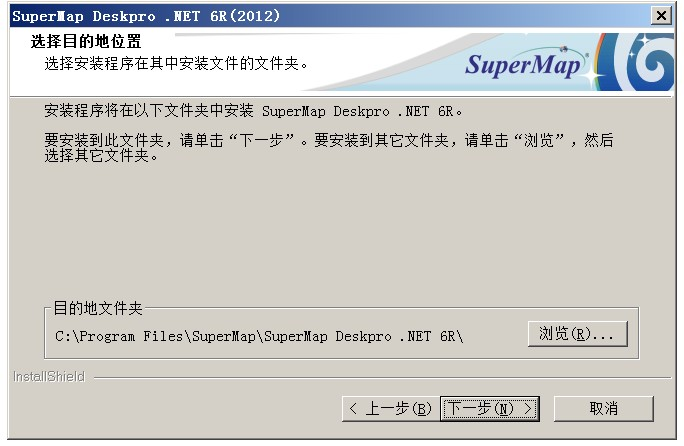 SuperMap Deskpro .NET 6R(2012)
选择目的地位置
选择安装程序在其中安装文件的文件夹。
SuperMap
安装程序将在以下文件夹中安装 SuperMap Deskpro .NET 6R。
要安装到此文件夹，请单击“下一步”。要安装到其它文件夹，请单击“浏览”，然后
选择其它文件夹。
目的地文件夹
C:\Program Files\SuperMap\SuperMap Deskpro .NET 6R\
浏览(R)...
InstallShield
< 上一步(B) 下一步(N) > 取消